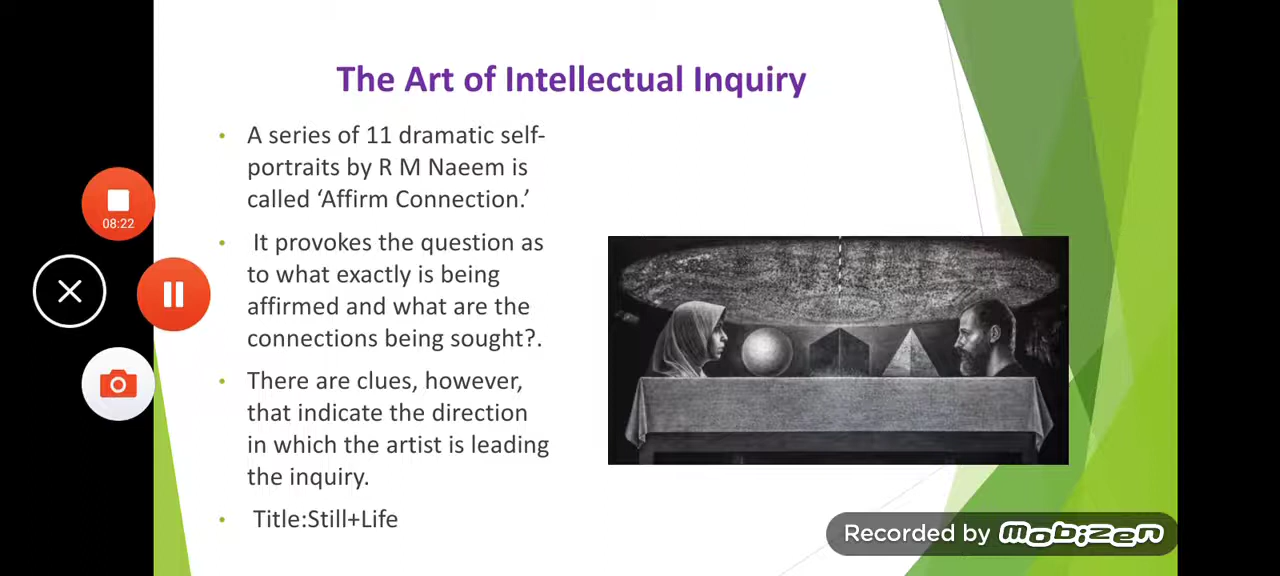 The Art of Intellectual Inquiry
• A series of 11 dramatic self-
portraits by R M Naeem is
called ‘Affirm Connection.’
• It provokes the question as
to what exactly is being
affirmed and what are the
connections being sought?.
• There are clues, however,
that indicate the direction
in which the artist is leading
the inquiry.
• Title:Still+Life
08:22
Recorded by Mobizen